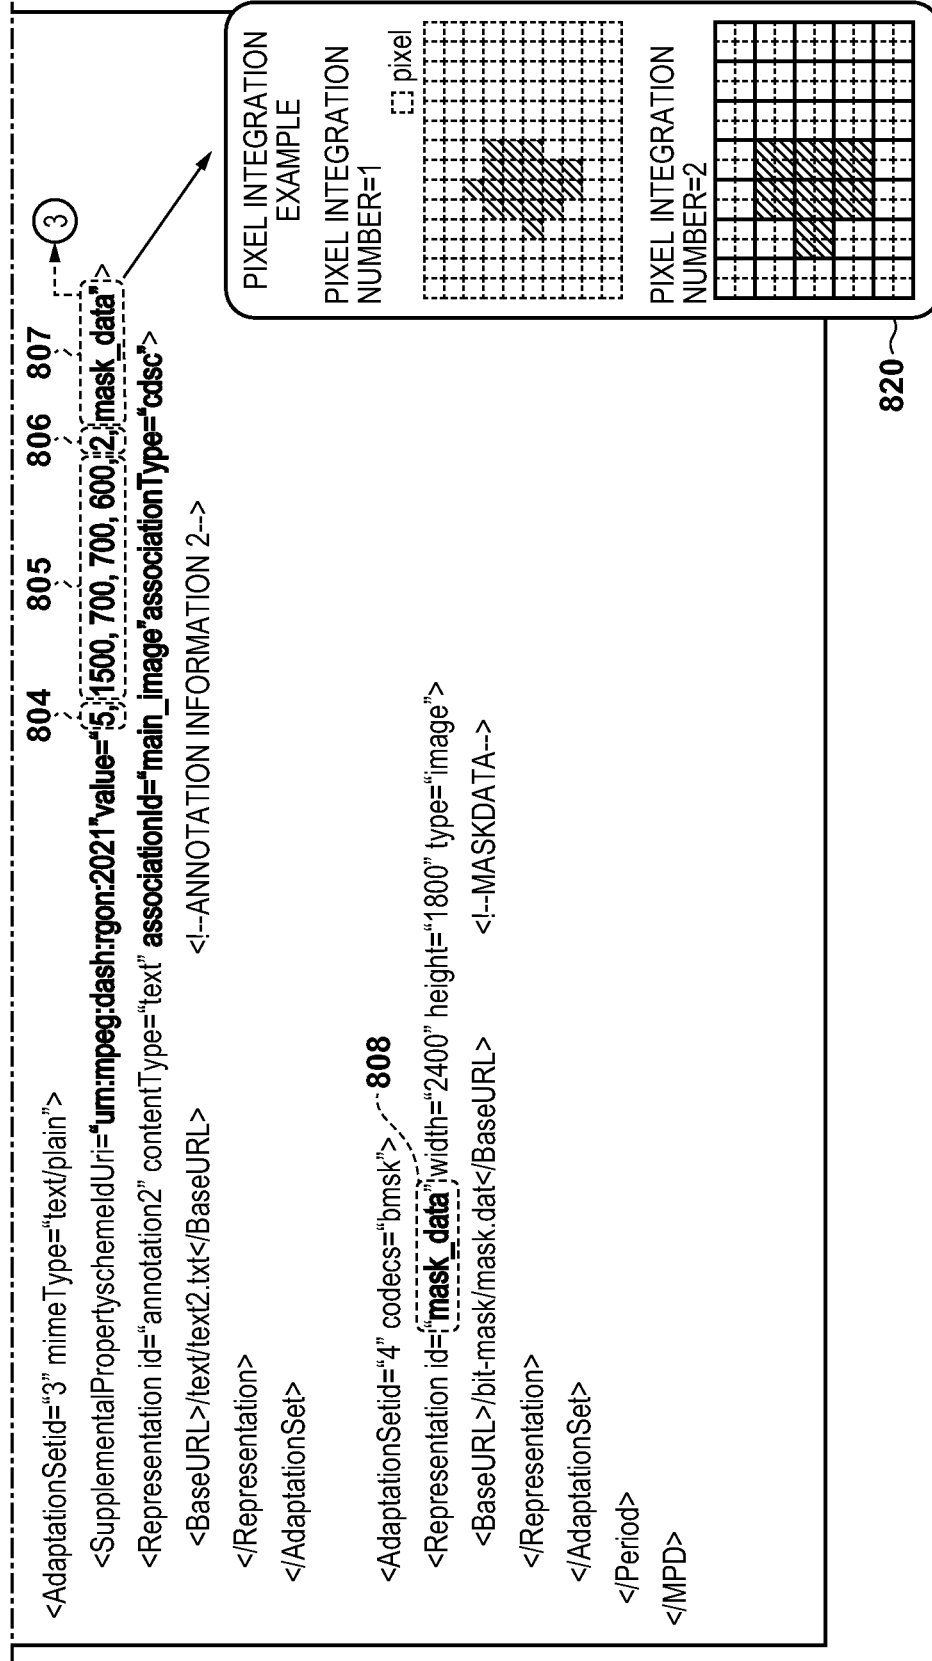 804 805 806 807
3
<AdaptationSetid=“3” mimeType=“text/plain”>
<SupplementalPropertyschemeIdUri=“urn:mpeg:dash:rgon:2021”value=“5, 1500, 700, 700, 600, 2, mask_data”>
<Representation id=“annotation2” contentType=“text” associationId=“main_image”associationType=“cdsc”>
<BaseURL>/text/text2.txt</BaseURL> <!--ANNOTATION INFORMATION 2-->
</Representation>
</AdaptationSet>
<AdaptationSetid=“4” codecs=“bmsk”>
808
<Representation id=“mask_data” width=“2400” height=“1800” type=“image”>
<BaseURL>/bit-mask/mask.dat</BaseURL> <!--MASKDATA-->
</Representation>
</AdaptationSet>
</Period>
</MPD>
PIXEL INTEGRATION
EXAMPLE
PIXEL INTEGRATION
NUMBER=1
pixel
PIXEL INTEGRATION
NUMBER=2
820